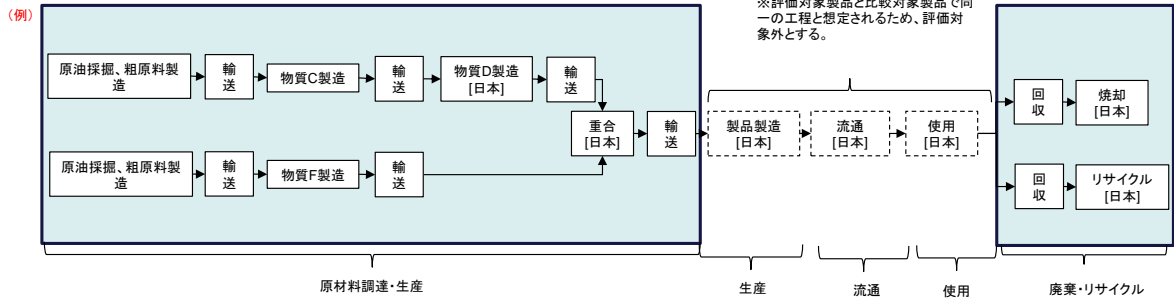 ※評価対象製品と比較対象製品で同
一の工程と想定されるため、評価対
象外とする。
（例）
原油採掘、粗原料製
造
輸
送
物質C製造
輸
送
物質D製造
[日本]
輸
送
重合
[日本]
輸
送
製品製造
[日本]
流通
[日本]
使用
[日本]
回
収
焼却
[日本]
原油採掘、粗原料製
造
輸
送
物質F製造
輸
送
回
収
リサイクル
[日本]
原材料調達・生産
生産
流通
使用
廃棄・リサイクル